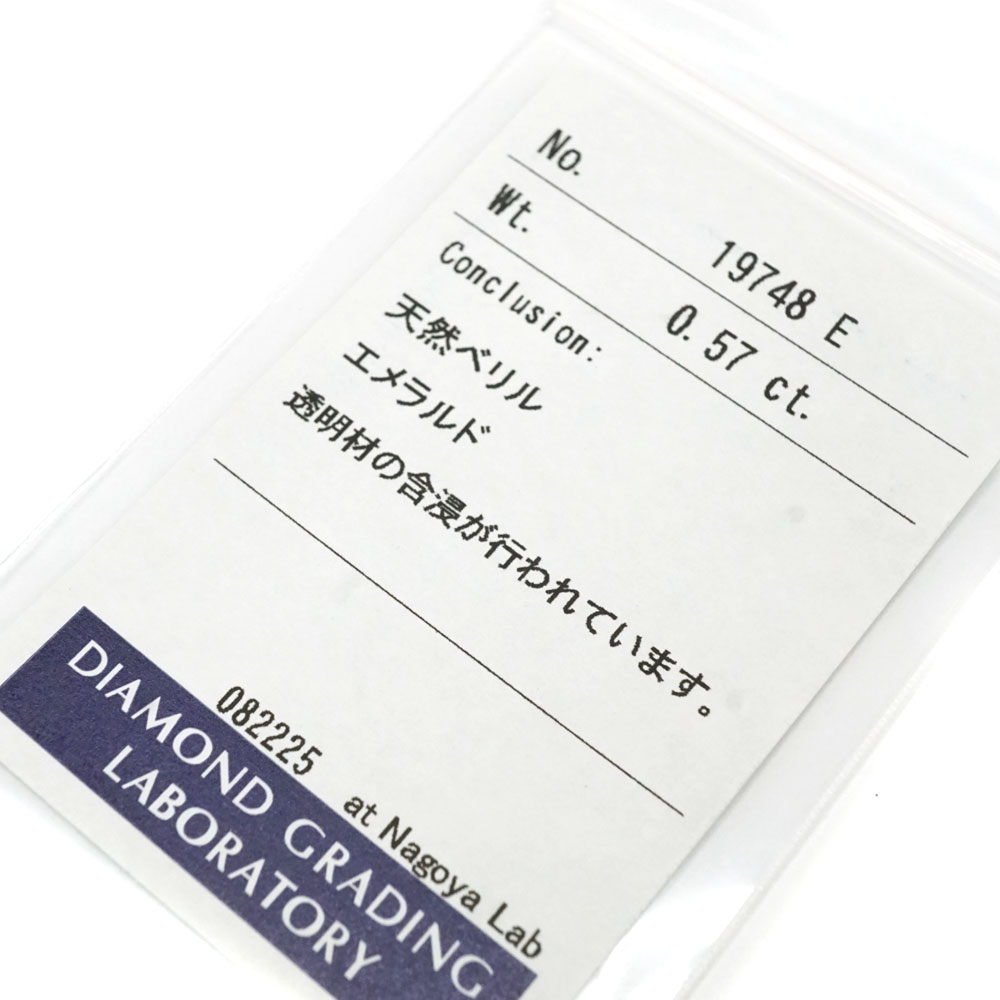 No. 19748 E
Wt. 0.57 ct.
Conclusion:
天然ベリル
エメラルド
透明材の含浸が行われています。
082225 at Nagoya Lab
DIAMOND GRADING
LABORATORY